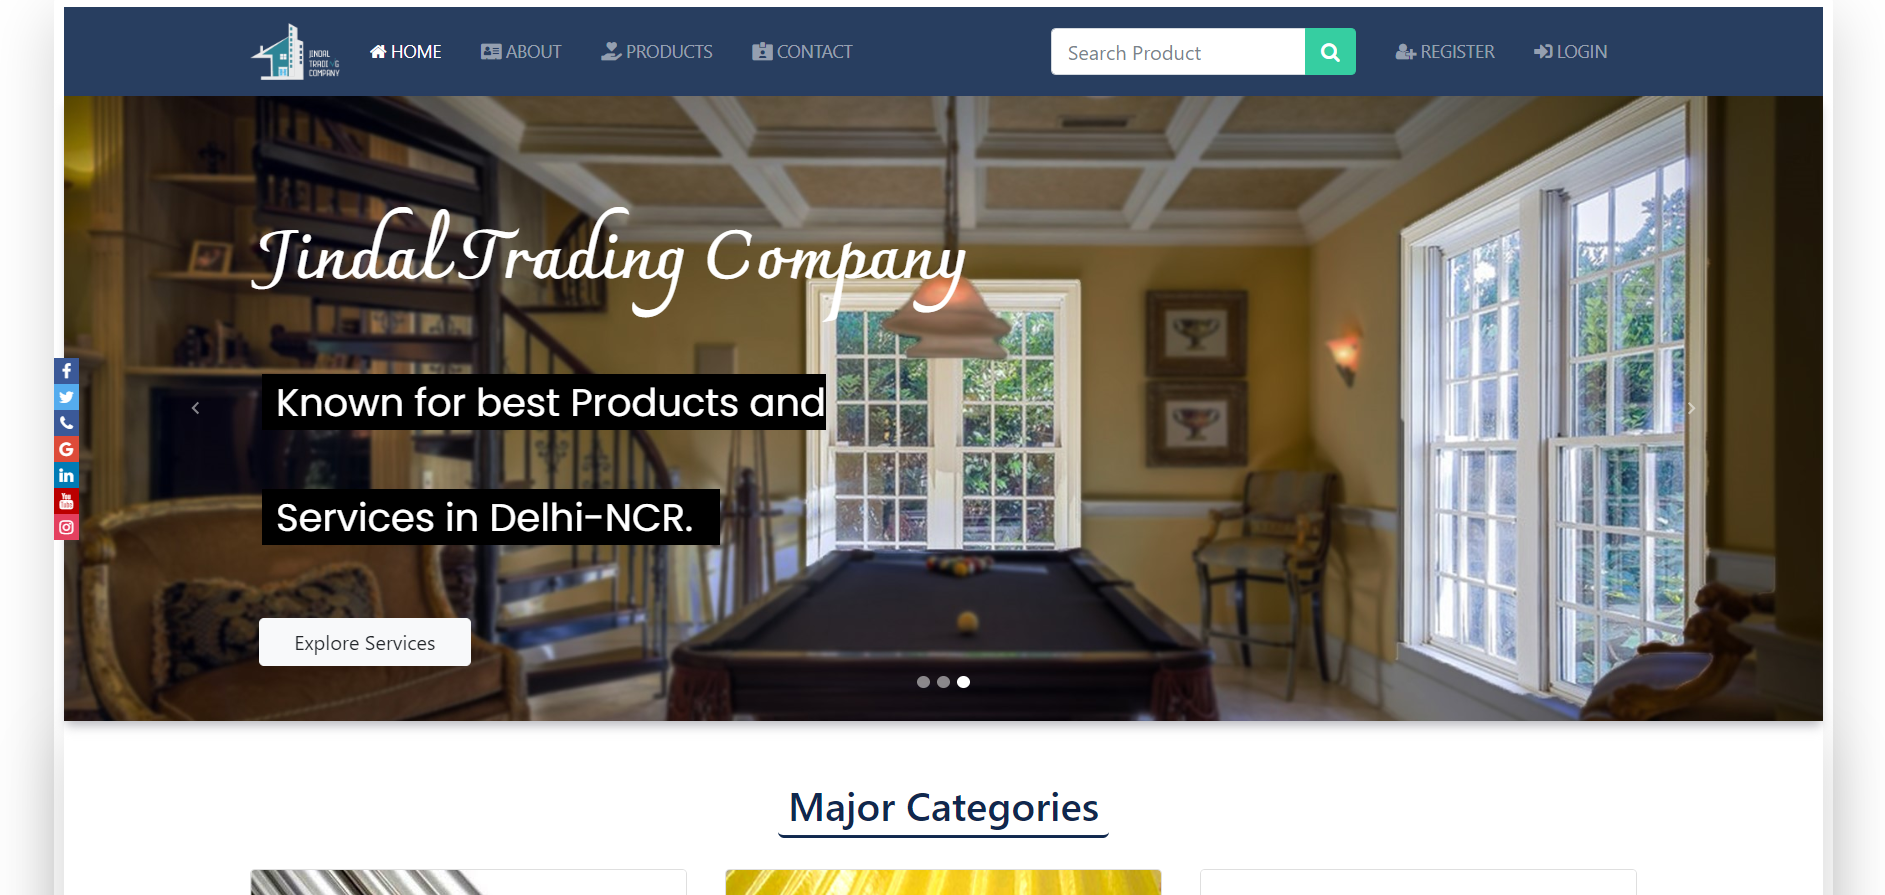 JINDAL
TRADING
COMPANY
HOME
ABOUT
PRODUCTS
CONTACT
Search Product
REGISTER
LOGIN
Jindal Trading Company
Known for best Products and
Services in Delhi-NCR.
Explore Services
Major Categories